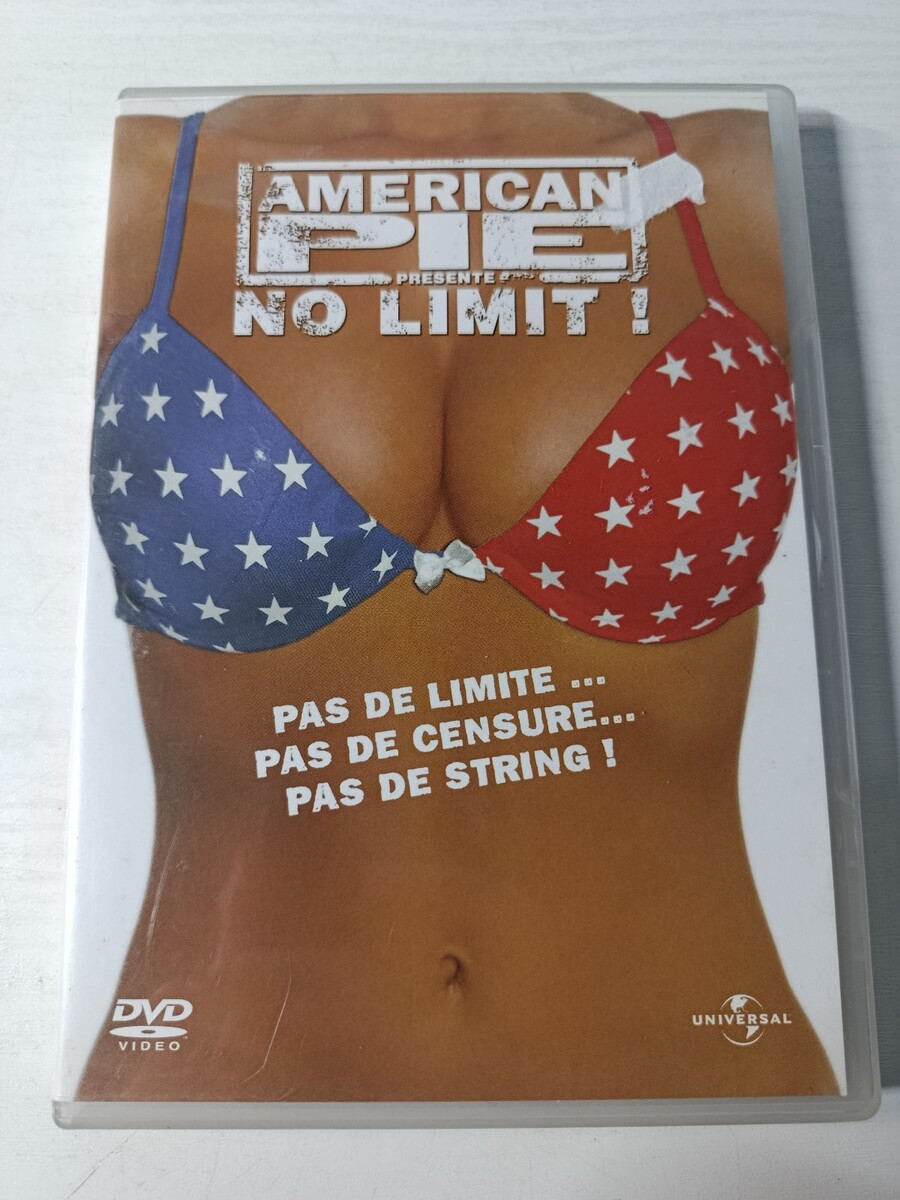 AMERICAN
PIE
PRESENTE
NO LIMIT !
PAS DE LIMITE ...
PAS DE CENSURE...
PAS DE STRING !
DVD
VIDEO
UNIVERSAL